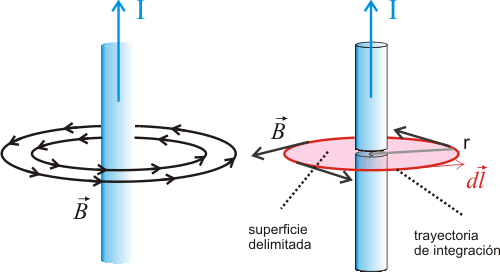 I
I
B⃗
r
dl⃗
B⃗
superficie
delimitada
trayectoria
de integración